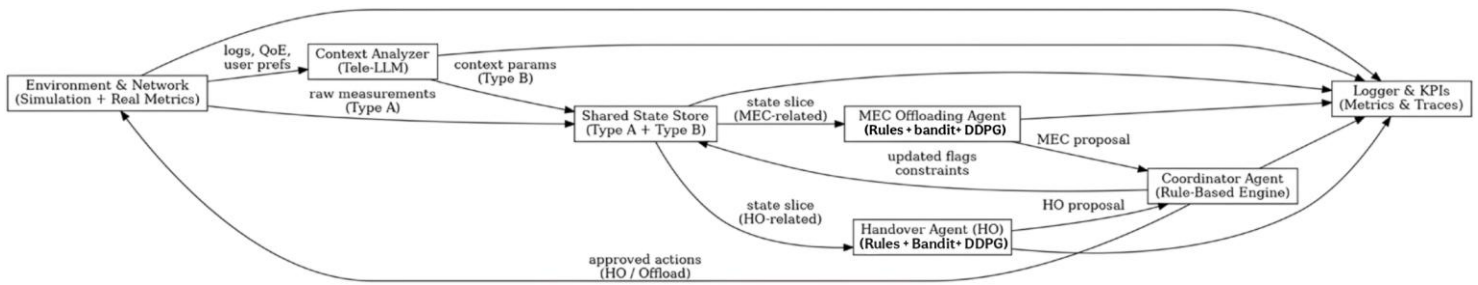 logs, QoE,
user prefs
Context Analyzer
(Tele-LLM)
context params
(Type B)
Environment & Network
(Simulation + Real Metrics)
raw measurements
(Type A)
Shared State Store
(Type A + Type B)
state slice
(MEC-related)
MEC Offloading Agent
(Rules + bandit+ DDPG)
Logger & KPIs
(Metrics & Traces)
MEC proposal
updated flags
constraints
Coordinator Agent
(Rule-Based Engine)
state slice
(HO-related)
HO proposal
Handover Agent (HO)
(Rules + Bandit+ DDPG)
approved actions
(HO / Offload)